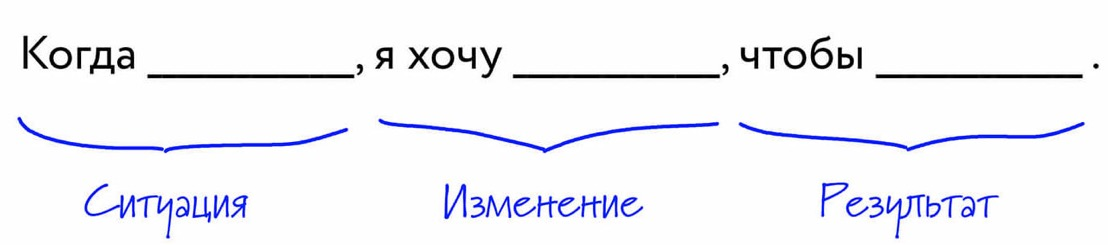 Когда _________, я хочу _________, чтобы _________ .
Ситуация Изменение Результат